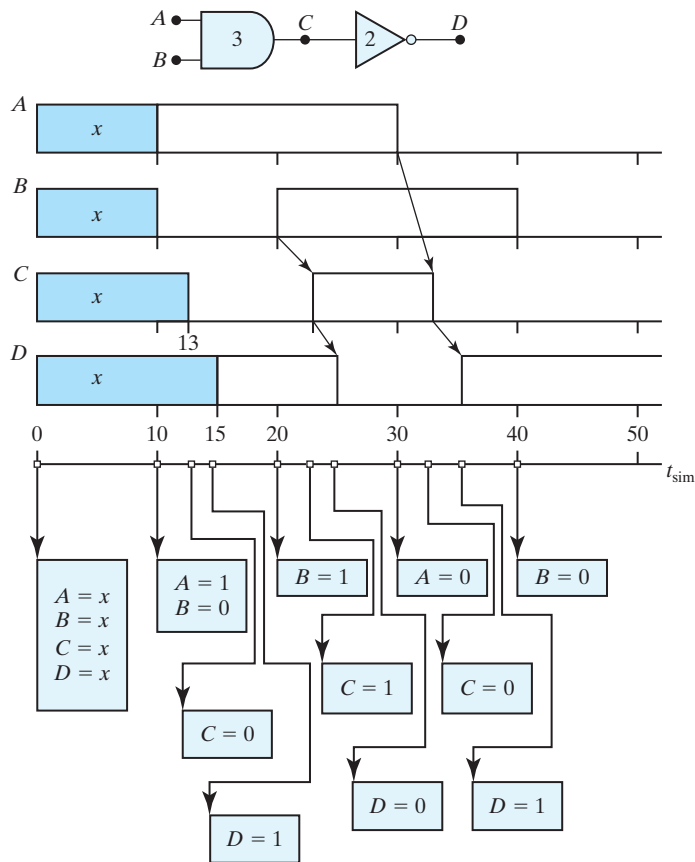 A
B
C
D
3
2
A
x
B
x
C
x
13
D
x
0
10
15
20
30
40
50
t_sim
A = x
B = x
C = x
D = x
A = 1
B = 0
B = 1
A = 0
B = 0
C = 0
C = 1
C = 0
D = 1
D = 0
D = 1